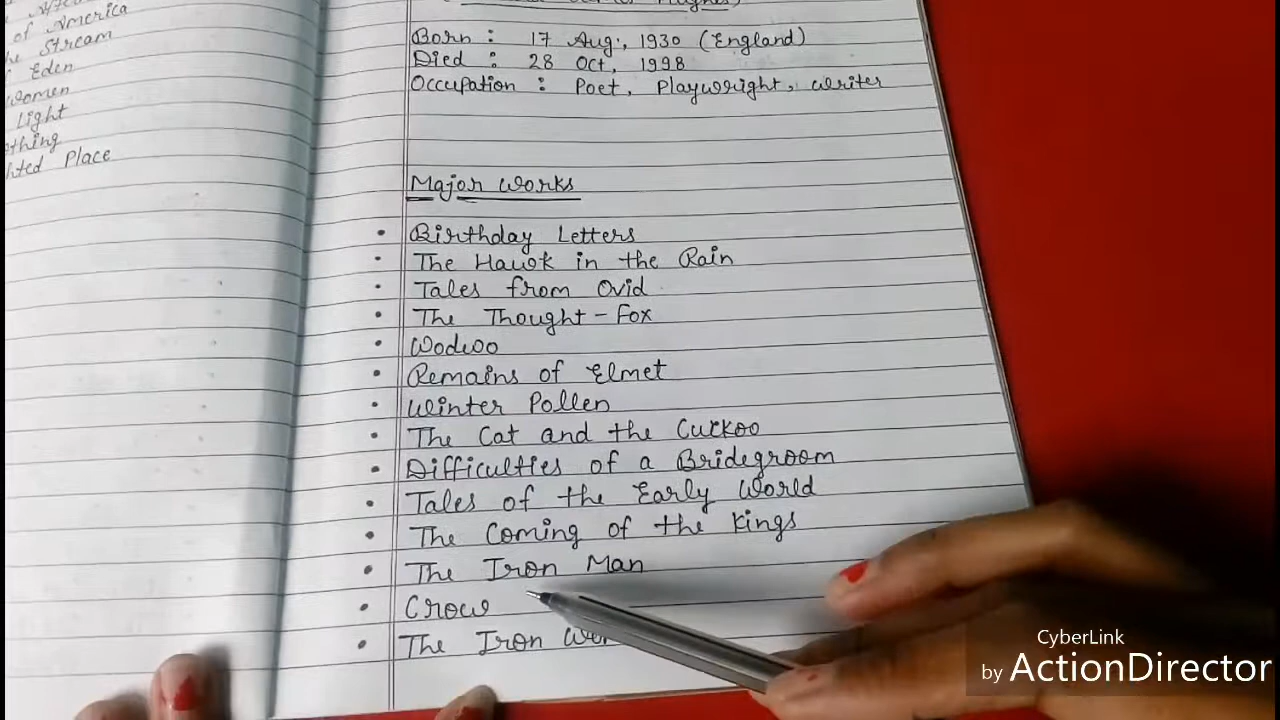 of America
Stream
Eden
Women
Light
Place
Hughes)
Born : 17 Aug., 1930 (England)
Died : 28 Oct, 1998
Occupation : Poet, Playwright, Writer
Major Works
• Birthday Letters
• The Hawk in the Rain
• Tales from Ovid
• The Thought-Fox
• Wodwo
• Remains of Elmet
• Winter Pollen
• The Cat and the Cuckoo
• Difficulties of a Bridegroom
• Tales of the Early World
• The Coming of the Kings
• The Iron Man
• Crow
• The Iron
CyberLink
by ActionDirector